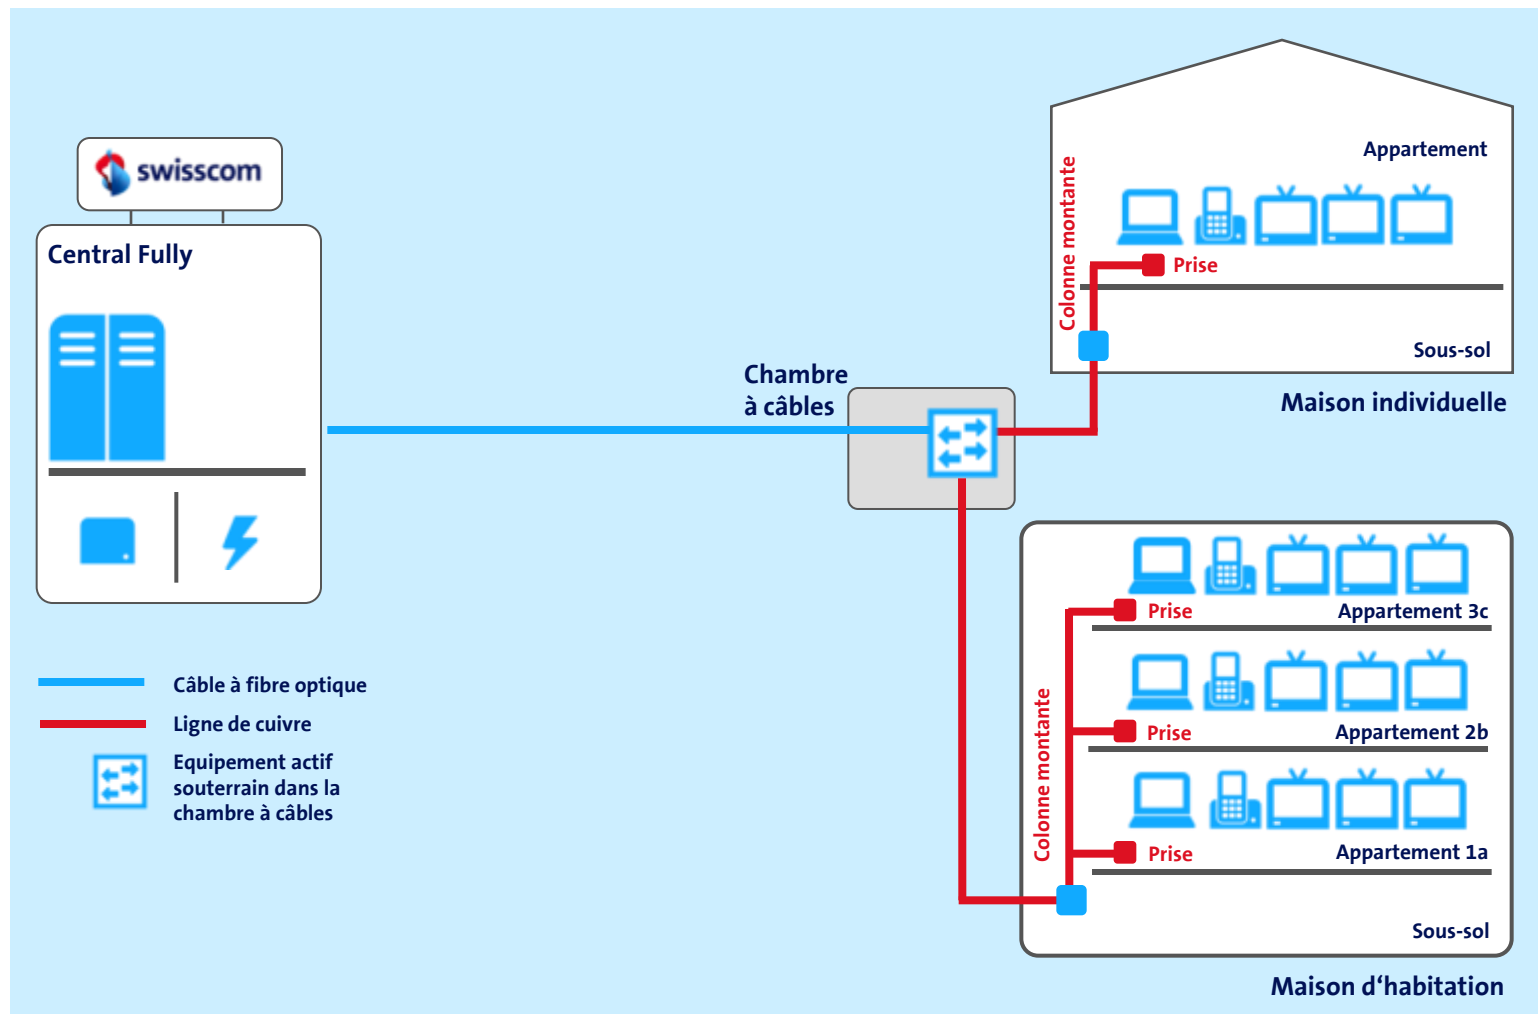 swisscom
Central Fully
Câble à fibre optique
Ligne de cuivre
Equipement actif
souterrain dans la
chambre à câbles
Chambre
à câbles
Appartement
Colonne montante
Prise
Sous-sol
Maison individuelle
Prise
Appartement 3c
Colonne montante
Prise
Appartement 2b
Prise
Appartement 1a
Sous-sol
Maison d‘habitation